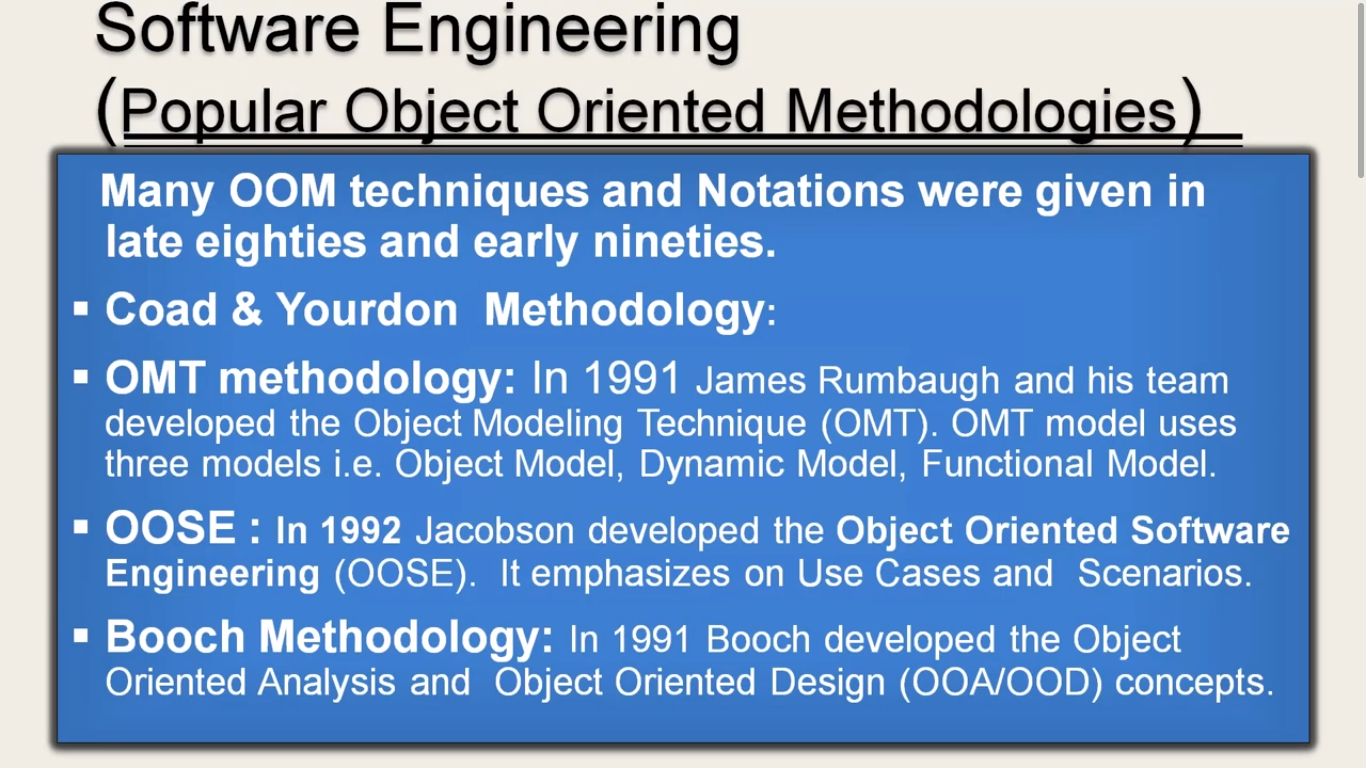 Software Engineering
(Popular Object Oriented Methodologies)
Many OOM techniques and Notations were given in
late eighties and early nineties.
▪ Coad & Yourdon  Methodology:
▪ OMT methodology: In 1991 James Rumbaugh and his team
developed the Object Modeling Technique (OMT). OMT model uses
three models i.e. Object Model, Dynamic Model, Functional Model.
▪ OOSE : In 1992 Jacobson developed the Object Oriented Software
Engineering (OOSE).  It emphasizes on Use Cases and  Scenarios.
▪ Booch Methodology: In 1991 Booch developed the Object
Oriented Analysis and  Object Oriented Design (OOA/OOD) concepts.